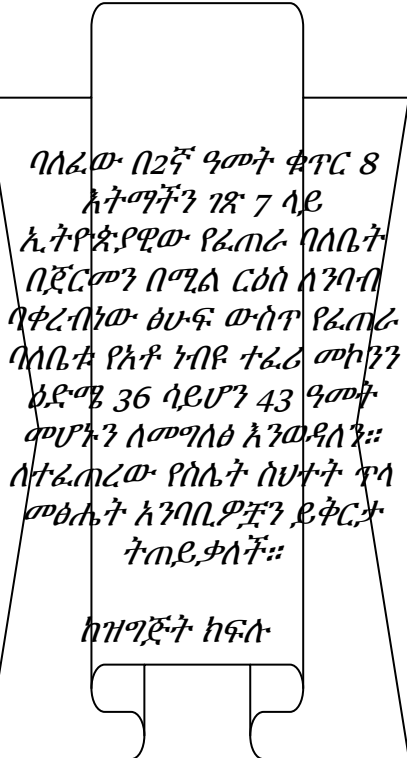 ባለፈው በ2ኛ ዓመት ቁጥር 8
እትማችን ገጽ 7 ላይ
ኢትዮጵያዊው የፈጠራ ባለቤት
በጀርመን በሚል ርዕስ ለንባብ
ባቀረብነው ፅሁፍ ውስጥ የፈጠራ
ባለቤቱ የአቶ ነብዩ ተፈሪ መኮንን
ዕድሜ 36 ሳይሆን 43 ዓመት
መሆኑን ለመግለፅ እንወዳለን።
ለተፈጠረው የስሌት ስህተት ጥላ
መፅሔት አንባቢዎቿን ይቅርታ
ትጠይቃለች።
ከዝግጅት ክፍሉ